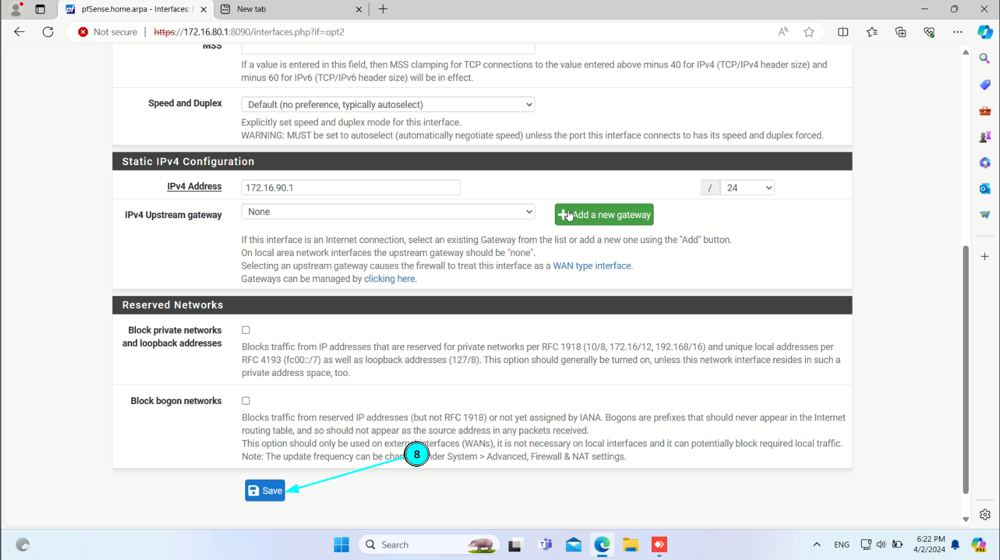 pfSense.home.arpa - Interfaces:
New tab
Not secure | https://172.16.80.1:8090/interfaces.php?if=opt2
MSS
If a value is entered in this field, then MSS clamping for TCP connections to the value entered above minus 40 for IPv4 (TCP/IPv4 header size) and
minus 60 for IPv6 (TCP/IPv6 header size) will be in effect.
Speed and Duplex
Default (no preference, typically autoselect)
Explicitly set speed and duplex mode for this interface.
WARNING: MUST be set to autoselect (automatically negotiate speed) unless the port this interface connects to has its speed and duplex forced.
Static IPv4 Configuration
IPv4 Address
172.16.90.1
/ 24
IPv4 Upstream gateway
None
Add a new gateway
If this interface is an Internet connection, select an existing Gateway from the list or add a new one using the "Add" button.
On local area network interfaces the upstream gateway should be "none".
Selecting an upstream gateway causes the firewall to treat this interface as a WAN type interface.
Gateways can be managed by clicking here.
Reserved Networks
Block private networks
and loopback addresses
Blocks traffic from IP addresses that are reserved for private networks per RFC 1918 (10/8, 172.16/12, 192.168/16) and unique local addresses per
RFC 4193 (fc00::/7) as well as loopback addresses (127/8). This option should generally be turned on, unless this network interface resides in such a
private address space, too.
Block bogon networks
Blocks traffic from reserved IP addresses (but not RFC 1918) or not yet assigned by IANA. Bogons are prefixes that should never appear in the Internet
routing table, and so should not appear as the source address in any packets received.
This option should only be used on external interfaces (WANs), it is not necessary on local interfaces and it can potentially block required local traffic.
Note: The update frequency can be under System > Advanced, Firewall & NAT settings.
8
Save
Search
ENG
6:22 PM
4/2/2024
PRE